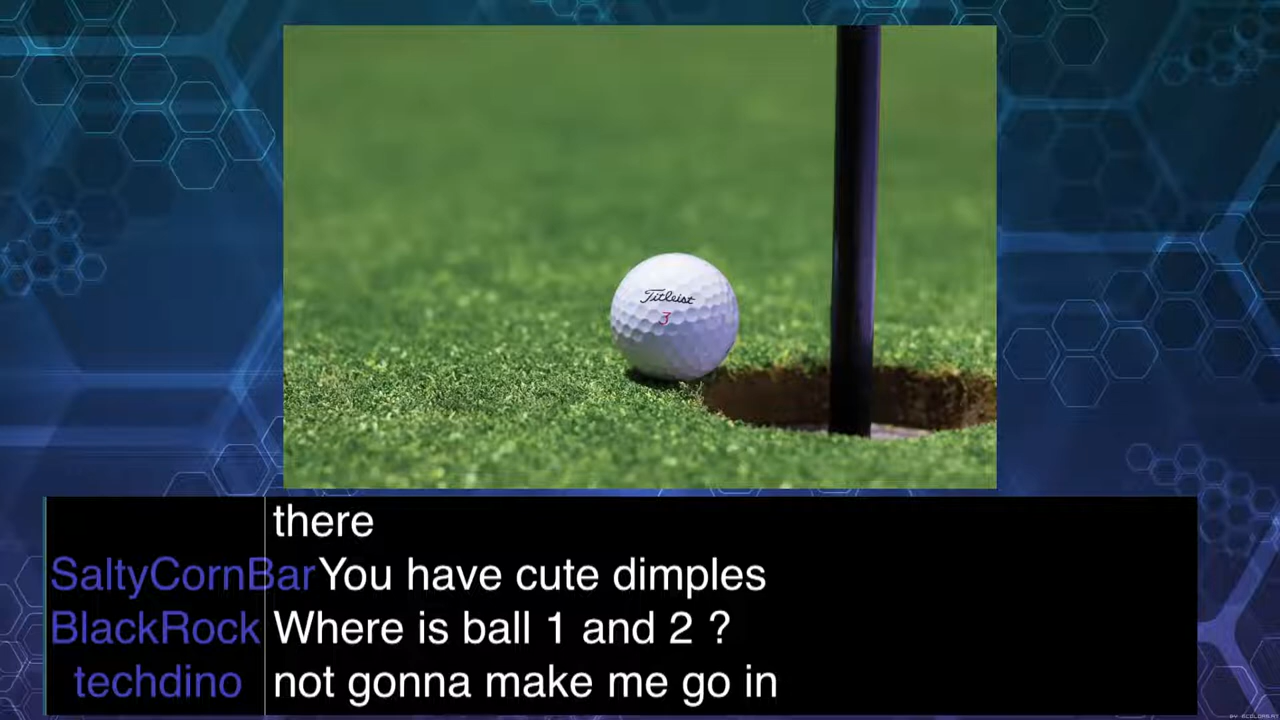 Titleist
3
there
SaltyCornBar You have cute dimples
BlackRock Where is ball 1 and 2 ?
techdino not gonna make me go in